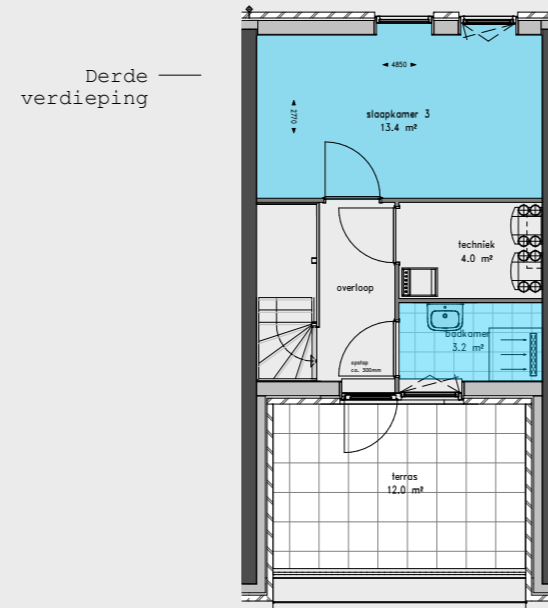 Derde
verdieping
4850
2770
slaapkamer 3
13.4 m²
techniek
4.0 m²
overloop
badkamer
3.2 m²
opstap
ca. 300mm
terras
12.0 m²